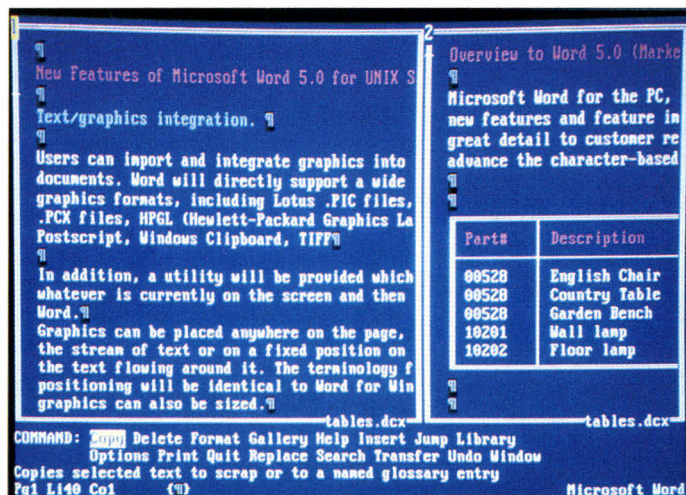 1
¶
New Features of Microsoft Word 5.0 for UNIX S
¶
Text/graphics integration. ¶
¶
Users can import and integrate graphics into
documents. Word will directly support a wide
graphics formats, including Lotus .PIC files,
.PCX files, HPGL (Hewlett-Packard Graphics La
Postscript, Windows Clipboard, TIFF¶
¶
In addition, a utility will be provided which
whatever is currently on the screen and then
Word.¶
Graphics can be placed anywhere on the page,
the stream of text or on a fixed position on
the text flowing around it. The terminology f
positioning will be identical to Word for Win
graphics can also be sized.¶
tables.dcx
2
Overview to Word 5.0 (Marke
¶
Microsoft Word for the PC,
new features and feature im
great detail to customer re
advance the character-based
¶
¶
Part# Description
00528 English Chair
00528 Country Table
00528 Garden Bench
10201 Wall lamp
10202 Floor lamp
¶
¶
tables.dcx
COMMAND: Copy Delete Format Gallery Help Insert Jump Library
Options Print Quit Replace Search Transfer Undo Window
Copies selected text to scrap or to a named glossary entry
Pg1 Li40 Co1 {¶} Microsoft Word